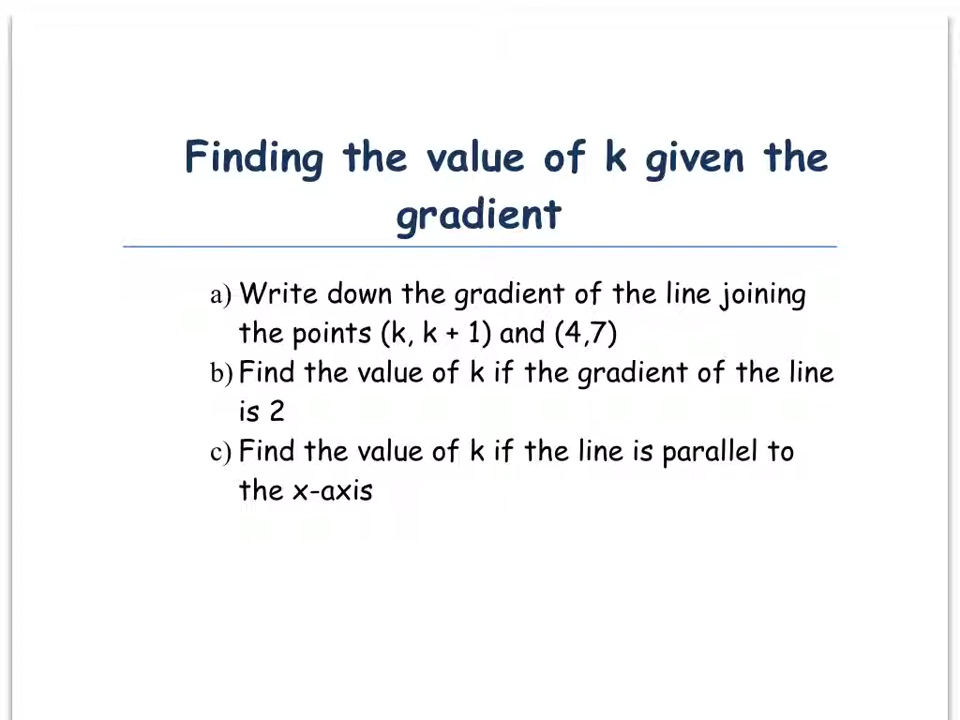 Finding the value of k given the
gradient
a) Write down the gradient of the line joining
the points (k, k + 1) and (4,7)
b) Find the value of k if the gradient of the line
is 2
c) Find the value of k if the line is parallel to
the x-axis